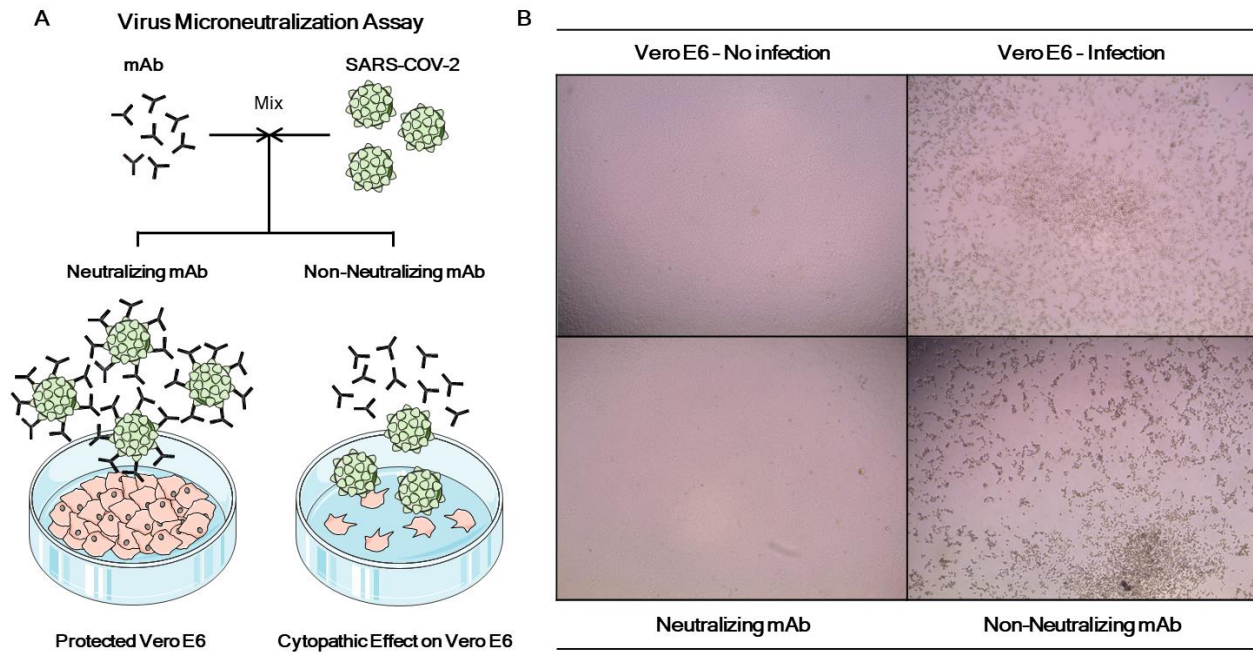 A
Virus Microneutralization Assay
mAb
SARS-COV-2
Mix
Neutralizing mAb
Non-Neutralizing mAb
Protected Vero E6
Cytopathic Effect on Vero E6
B
Vero E6 - No infection
Vero E6 - Infection
Neutralizing mAb
Non-Neutralizing mAb